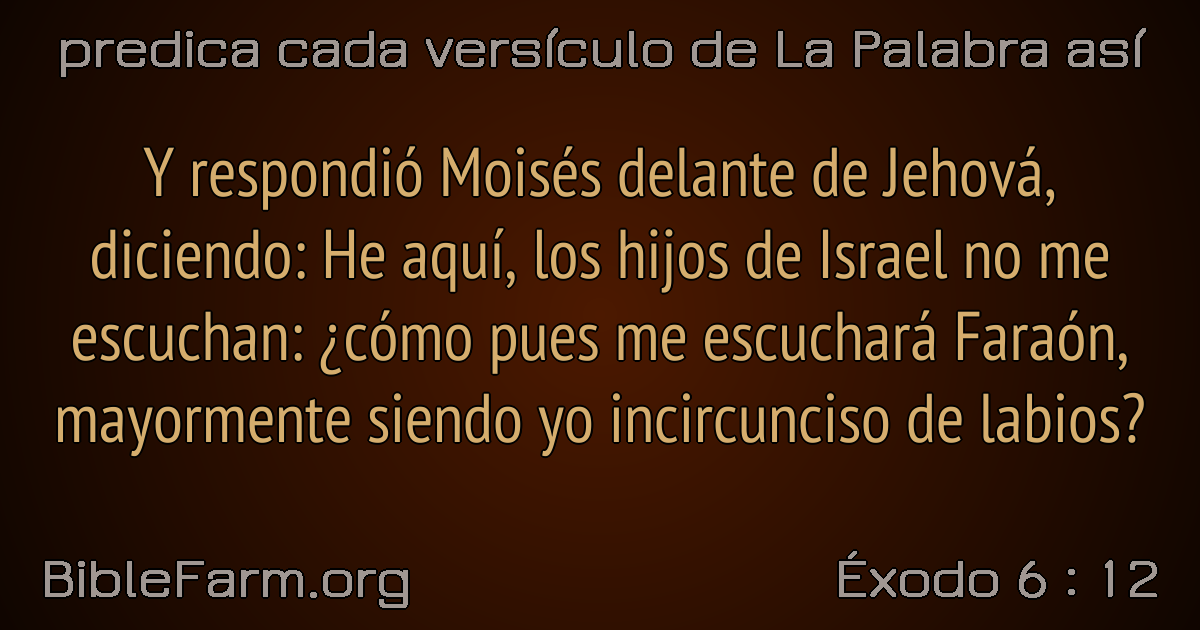 predica cada versículo de La Palabra así
Y respondió Moisés delante de Jehová,
diciendo: He aquí, los hijos de Israel no me
escuchan: ¿cómo pues me escuchará Faraón,
mayormente siendo yo incircunciso de labios?
BibleFarm.org
Éxodo 6 : 12